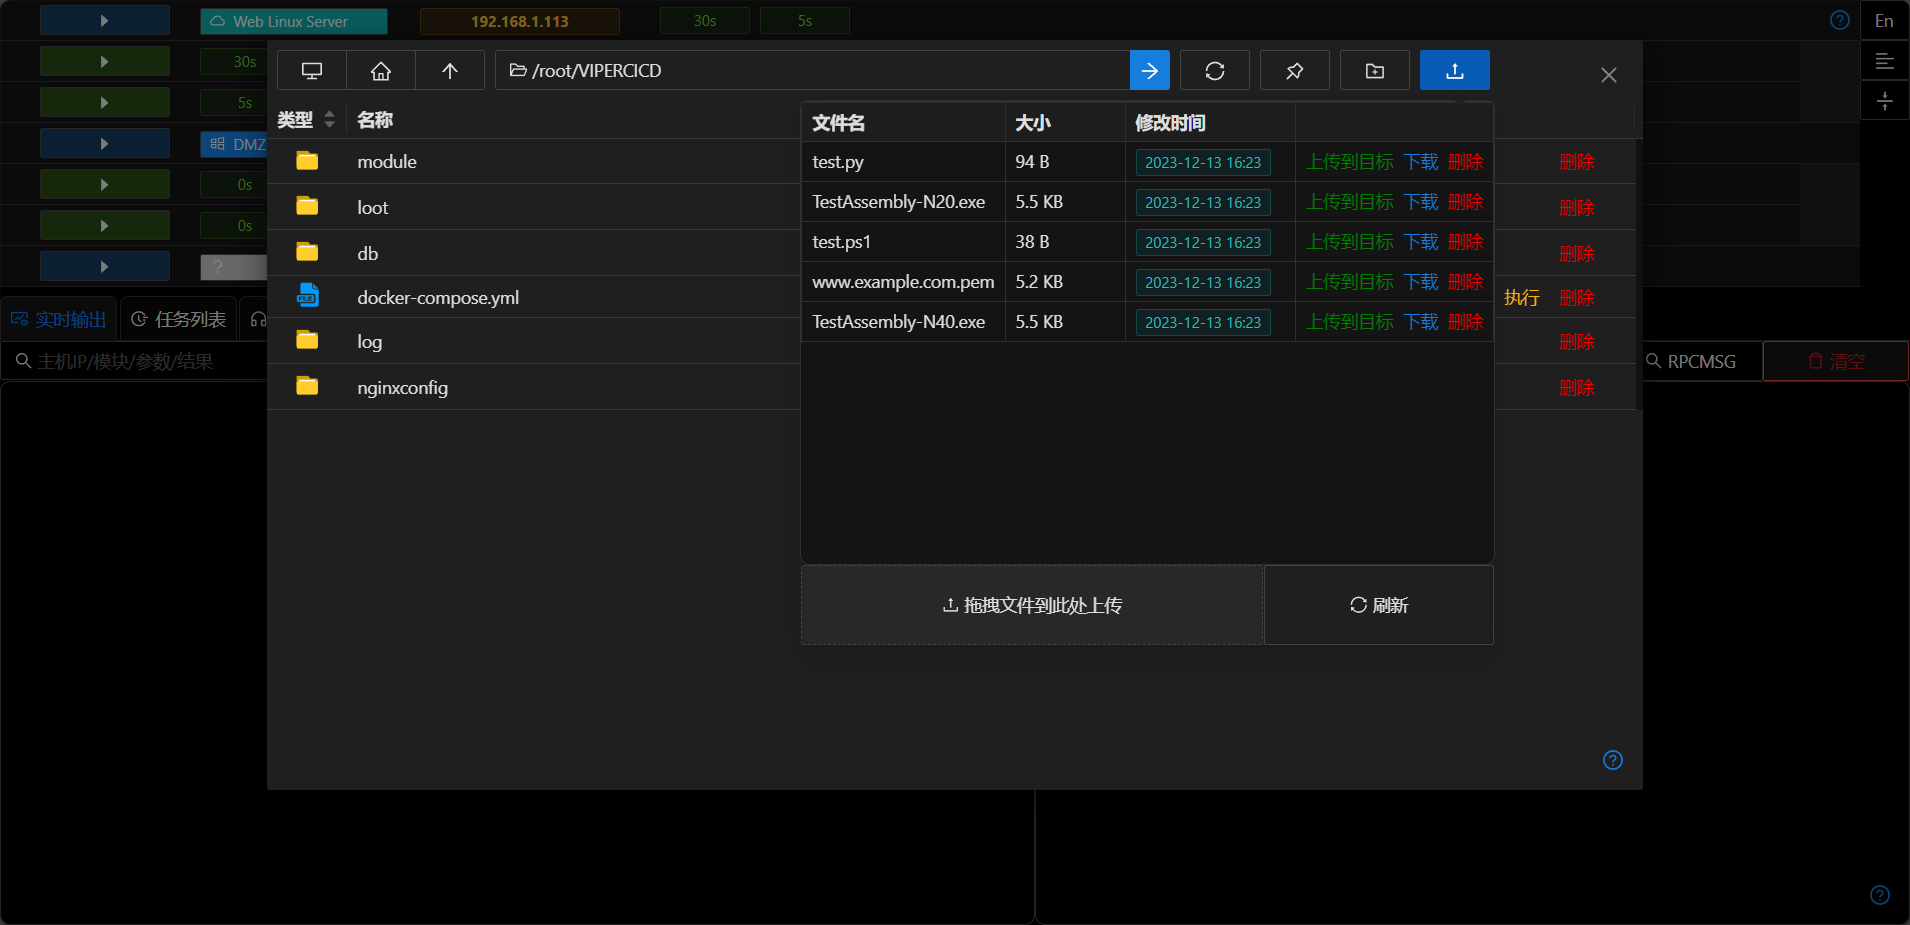 Web Linux Server
192.168.1.113
30s
5s
En
30s
5s
DMZ
0s
0s
/root/VIPERCICD
类型
名称
module
删除
loot
删除
db
删除
docker-compose.yml
执行
删除
log
删除
nginxconfig
删除
文件名
大小
修改时间
test.py
94 B
2023-12-13 16:23
上传到目标 下载 删除
TestAssembly-N20.exe
5.5 KB
2023-12-13 16:23
上传到目标 下载 删除
test.ps1
38 B
2023-12-13 16:23
上传到目标 下载 删除
www.example.com.pem
5.2 KB
2023-12-13 16:23
上传到目标 下载 删除
TestAssembly-N40.exe
5.5 KB
2023-12-13 16:23
上传到目标 下载 删除
拖拽文件到此处上传
刷新
实时输出
任务列表
主机IP/模块/参数/结果
RPCMSG
清空